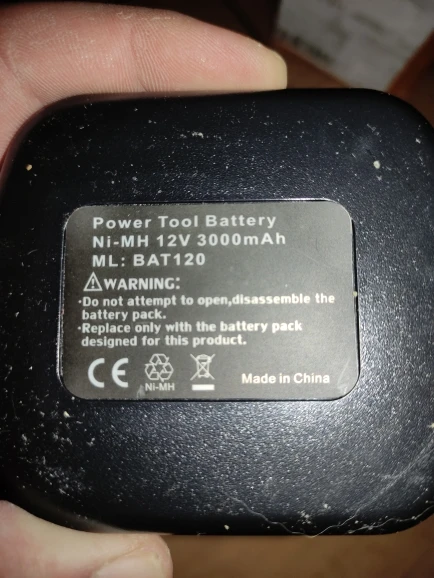 Power Tool Battery
Ni-MH 12V 3000mAh
ML: BAT120
⚠WARNING:
·Do not attempt to open,disassemble the
battery pack.
·Replace only with the battery pack
designed for this product.
CE
Ni-MH
Made in China